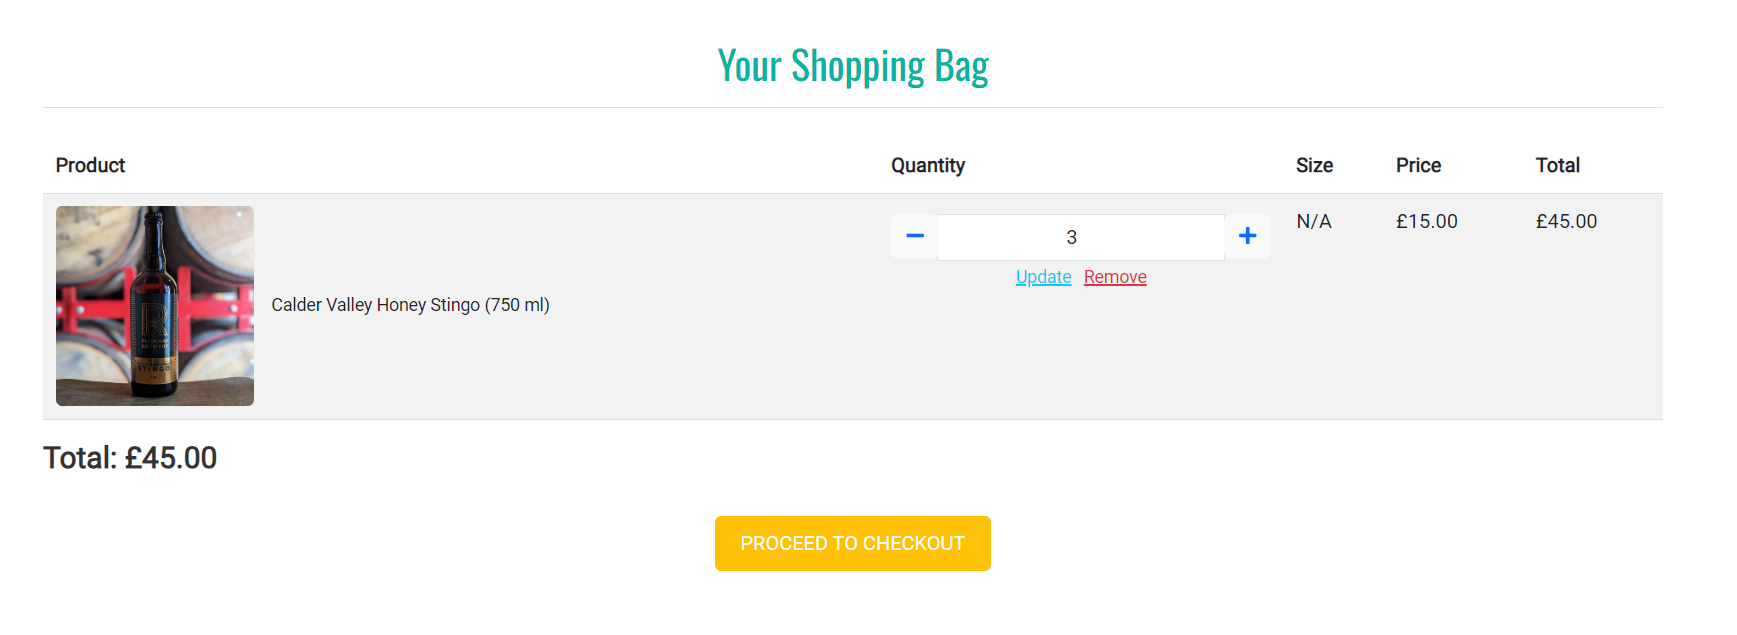 Your Shopping Bag
Product Quantity Size Price Total
3 N/A £15.00 £45.00
Update Remove
Calder Valley Honey Stingo (750 ml)
R
STINGO
Total: £45.00
PROCEED TO CHECKOUT